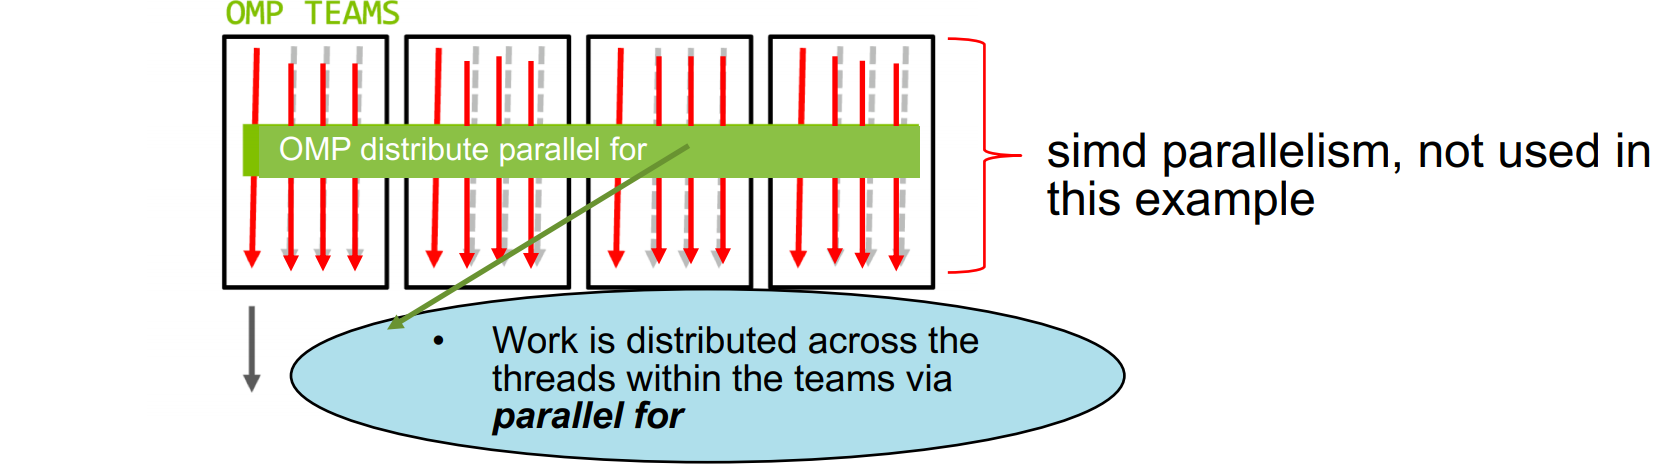 OMP TEAMS
OMP distribute parallel for
simd parallelism, not used in
this example
• Work is distributed across the
threads within the teams via
parallel for